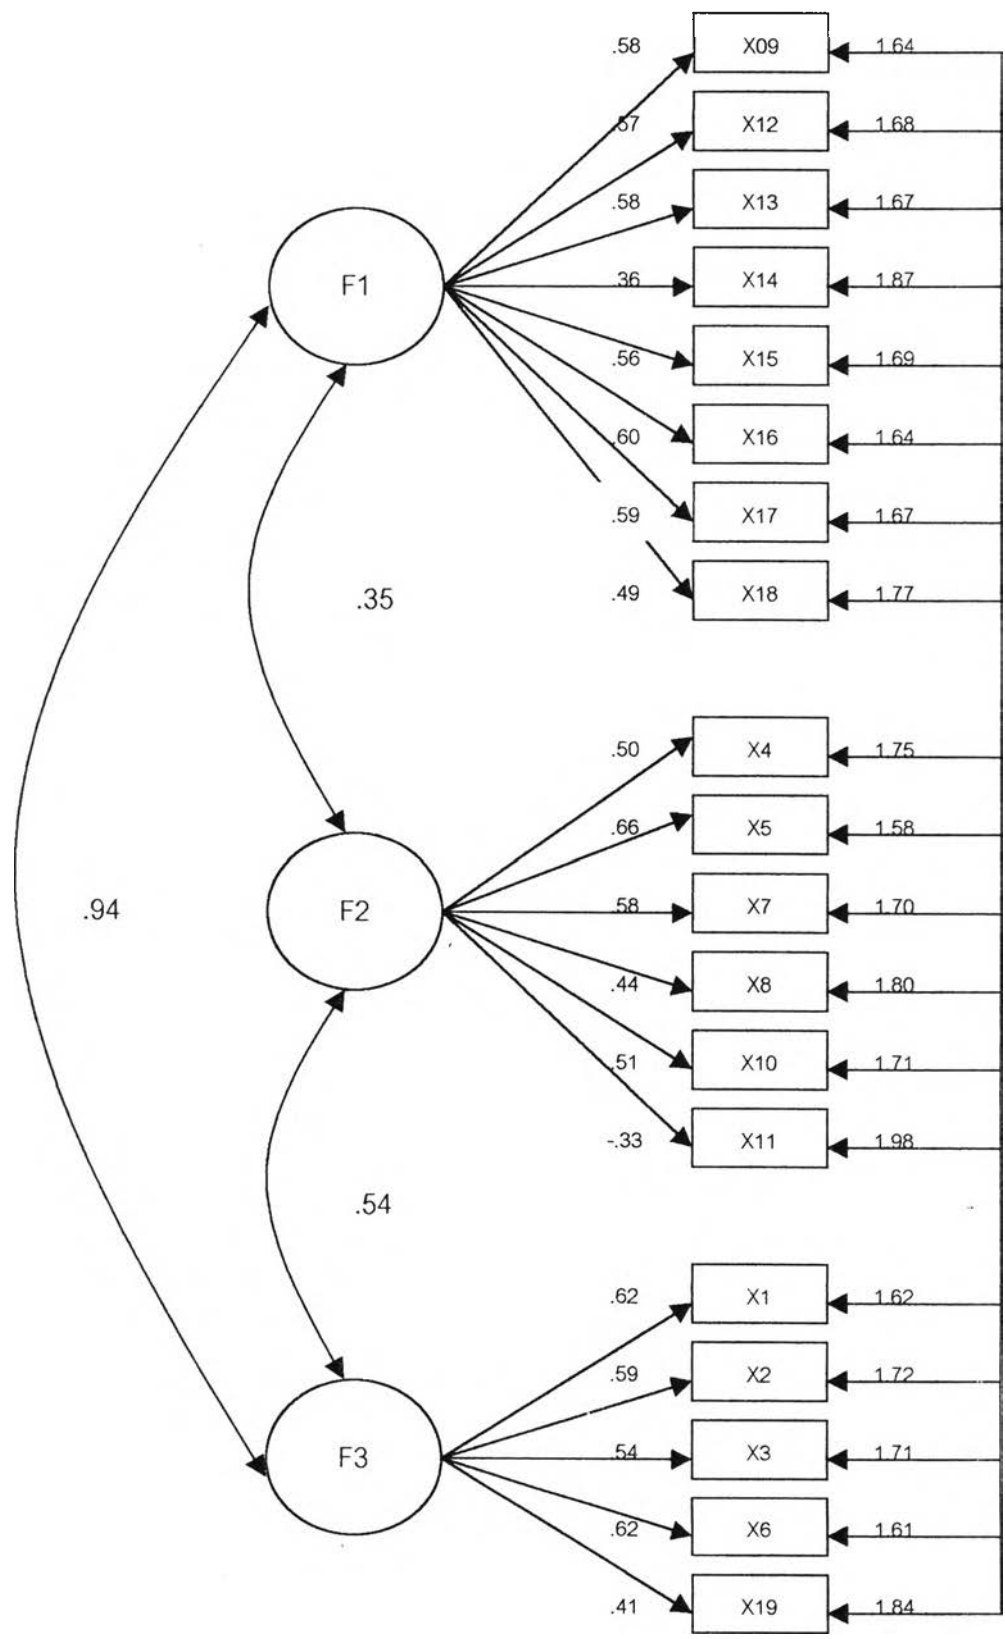 .58 X09 1.64
.57 X12 1.68
.58 X13 1.67
F1 .36 X14 1.87
.56 X15 1.69
.60 X16 1.64
.59 X17 1.67
.35 .49 X18 1.77
.50 X4 1.75
.66 X5 1.58
.94 F2 .58 X7 1.70
.44 X8 1.80
.51 X10 1.71
-.33 X11 1.98
.54
.62 X1 1.62
.59 X2 1.72
F3 .54 X3 1.71
.62 X6 1.61
.41 X19 1.84